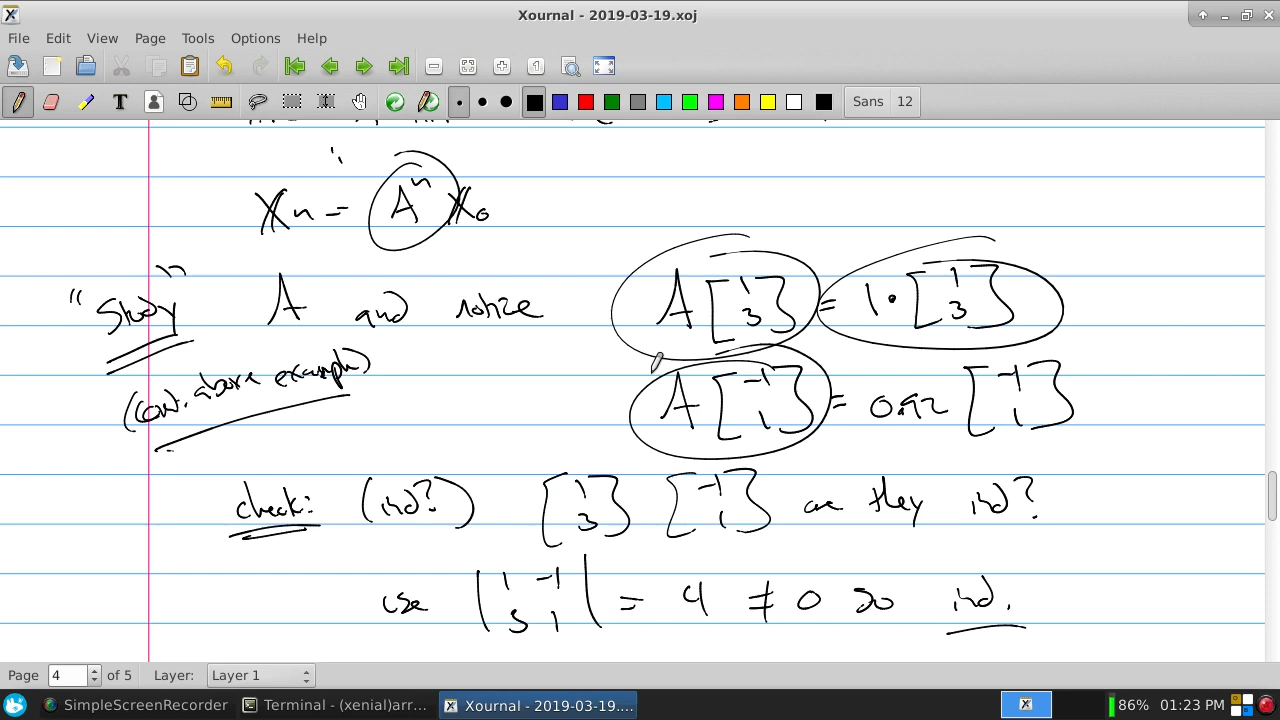 Xournal - 2019-03-19.xoj
File Edit View Page Tools Options Help
Sans 12
Xn = A^n X0
"Study" A and notice A [1 3] = 1 · [1 3]
(cow. above example) A [-1 1] = 0.92 [-1 1]
check: (ind?) [1 3] [-1 1] are they ind?
use |1 -1 3 1| = 4 ≠ 0 so ind.
Page 4 of 5 Layer: Layer 1
SimpleScreenRecorder Terminal - (xenial)arr... Xournal - 2019-03-19.... 86% 01:23 PM